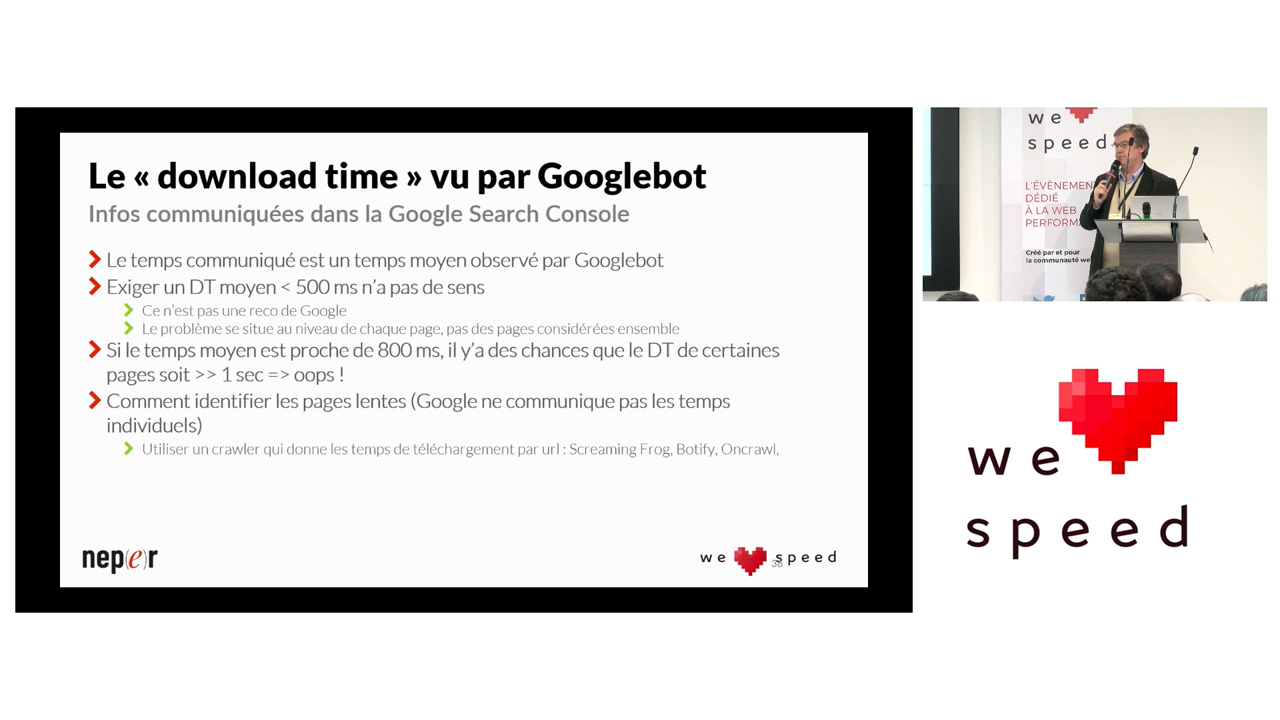 Le « download time » vu par Googlebot
Infos communiquées dans la Google Search Console
Le temps communiqué est un temps moyen observé par Googlebot
Exiger un DT moyen < 500 ms n'a pas de sens
Ce n'est pas une reco de Google
Le problème se situe au niveau de chaque page, pas des pages considérées ensemble
Si le temps moyen est proche de 800 ms, il y'a des chances que le DT de certaines
pages soit >> 1 sec => oops !
Comment identifier les pages lentes (Google ne communique pas les temps
individuels)
Utiliser un crawler qui donne les temps de téléchargement par url : Screaming Frog, Botify, Oncrawl,
nep(e)r
we speed
36
we
speed
L'ÉVÈNEMEN
DÉDIÉ
À LA WEB
PERFORMA
Créé par et pour
la communauté we
we
speed